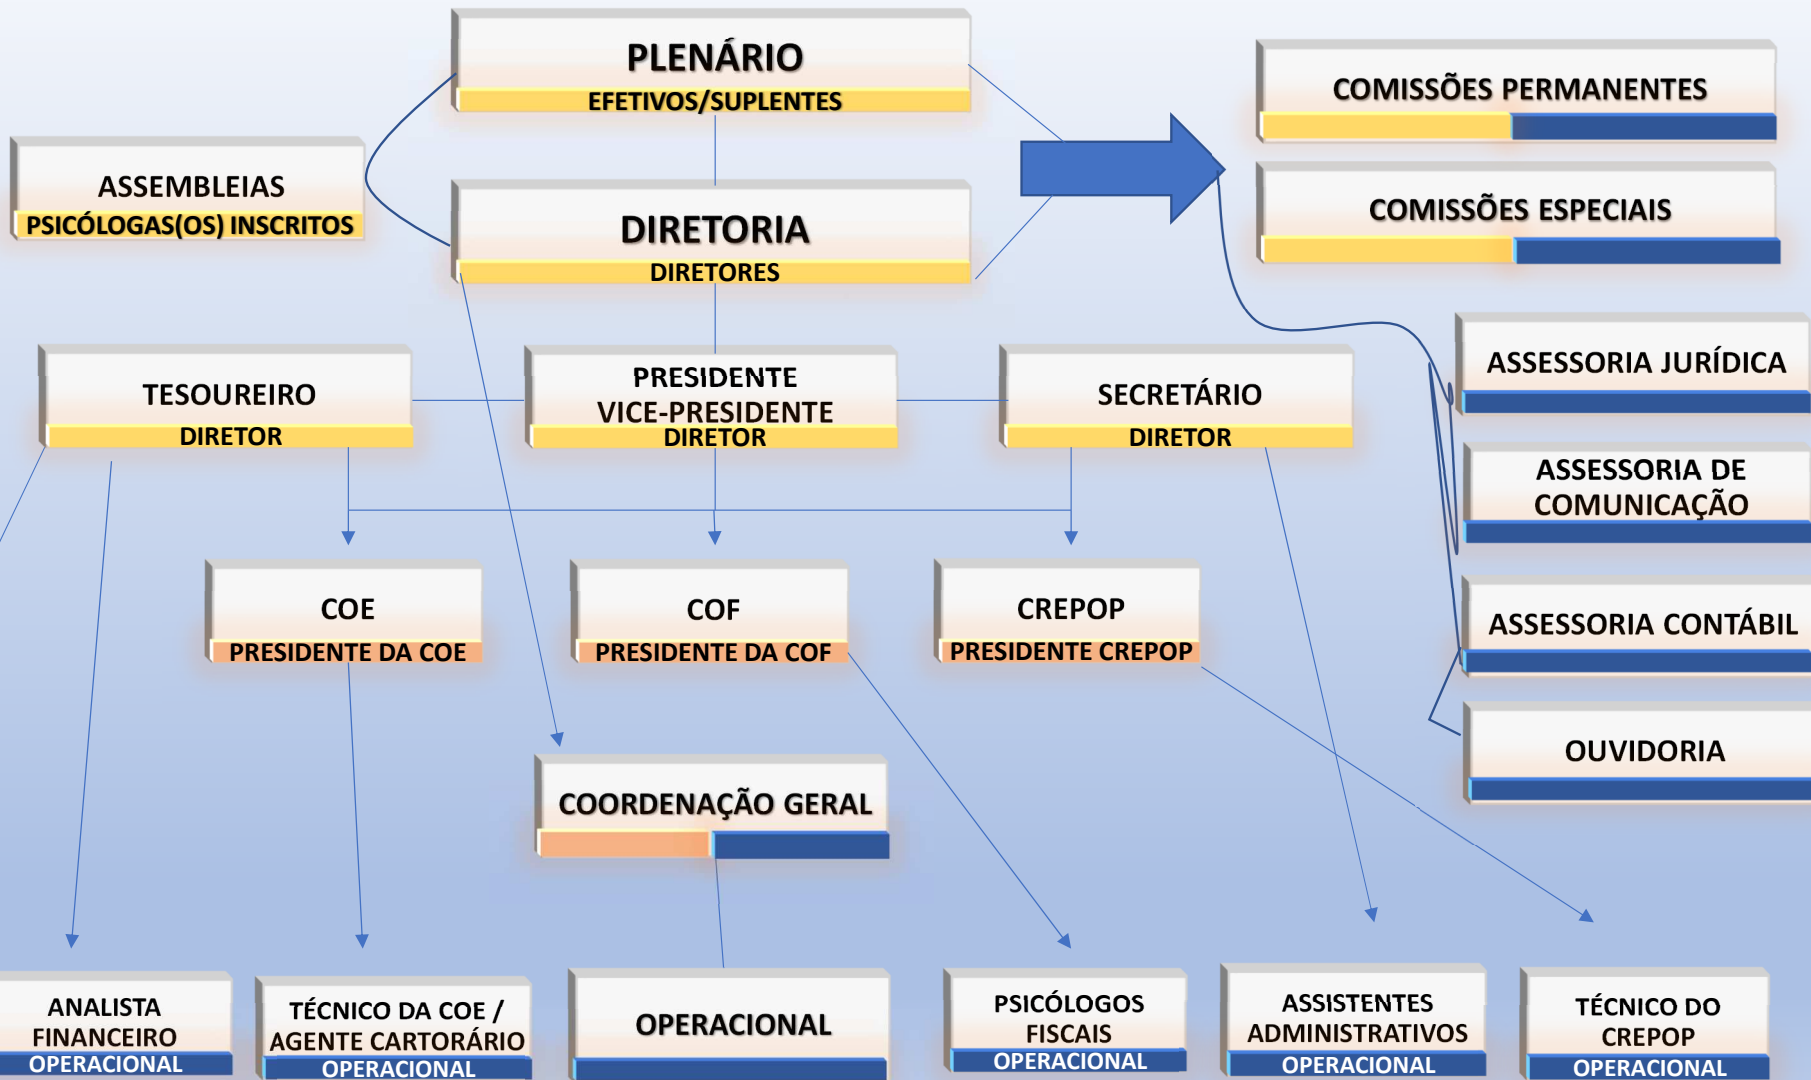 PLENÁRIO
EFETIVOS/SUPLENTES
COMISSÕES PERMANENTES
ASSEMBLEIAS
PSICÓLOGAS(OS) INSCRITOS
DIRETORIA
DIRETORES
COMISSÕES ESPECIAIS
TESOUREIRO
DIRETOR
PRESIDENTE
VICE-PRESIDENTE
DIRETOR
SECRETÁRIO
DIRETOR
ASSESSORIA JURÍDICA
ASSESSORIA DE
COMUNICAÇÃO
COE
PRESIDENTE DA COE
COF
PRESIDENTE DA COF
CREPOP
PRESIDENTE CREPOP
ASSESSORIA CONTÁBIL
OUVIDORIA
COORDENAÇÃO GERAL
ANALISTA
FINANCEIRO
OPERACIONAL
TÉCNICO DA COE /
AGENTE CARTORÁRIO
OPERACIONAL
OPERACIONAL
PSICÓLOGOS
FISCAIS
OPERACIONAL
ASSISTENTES
ADMINISTRATIVOS
OPERACIONAL
TÉCNICO DO
CREPOP
OPERACIONAL